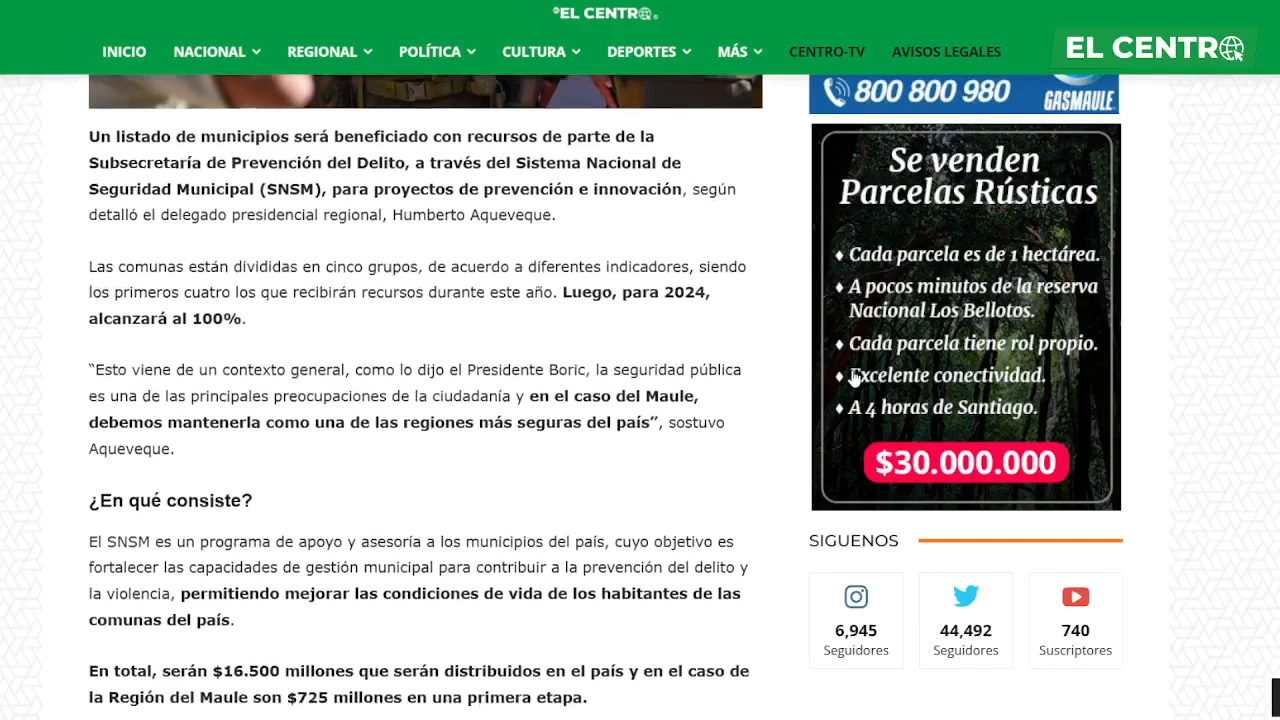 EL CENTRO
INICIO NACIONAL REGIONAL POLÍTICA CULTURA DEPORTES MÁS CENTRO-TV AVISOS LEGALES
EL CENTRO
Un listado de municipios será beneficiado con recursos de parte de la
Subsecretaría de Prevención del Delito, a través del Sistema Nacional de
Seguridad Municipal (SNSM), para proyectos de prevención e innovación, según
detalló el delegado presidencial regional, Humberto Aqueveque.
Las comunas están divididas en cinco grupos, de acuerdo a diferentes indicadores, siendo
los primeros cuatro los que recibirán recursos durante este año. Luego, para 2024,
alcanzará al 100%.
“Esto viene de un contexto general, como lo dijo el Presidente Boric, la seguridad pública
es una de las principales preocupaciones de la ciudadanía y en el caso del Maule,
debemos mantenerla como una de las regiones más seguras del país”, sostuvo
Aqueveque.
¿En qué consiste?
El SNSM es un programa de apoyo y asesoría a los municipios del país, cuyo objetivo es
fortalecer las capacidades de gestión municipal para contribuir a la prevención del delito y
la violencia, permitiendo mejorar las condiciones de vida de los habitantes de las
comunas del país.
En total, serán $16.500 millones que serán distribuidos en el país y en el caso de
la Región del Maule son $725 millones en una primera etapa.
800 800 980
GASMAULE
Se venden
Parcelas Rústicas
♦ Cada parcela es de 1 hectárea.
♦ A pocos minutos de la reserva
Nacional Los Bellotos.
♦ Cada parcela tiene rol propio.
♦ Excelente conectividad.
♦ A 4 horas de Santiago.
$30.000.000
SIGUENOS
6,945 44,492 740
Seguidores Seguidores Suscriptores